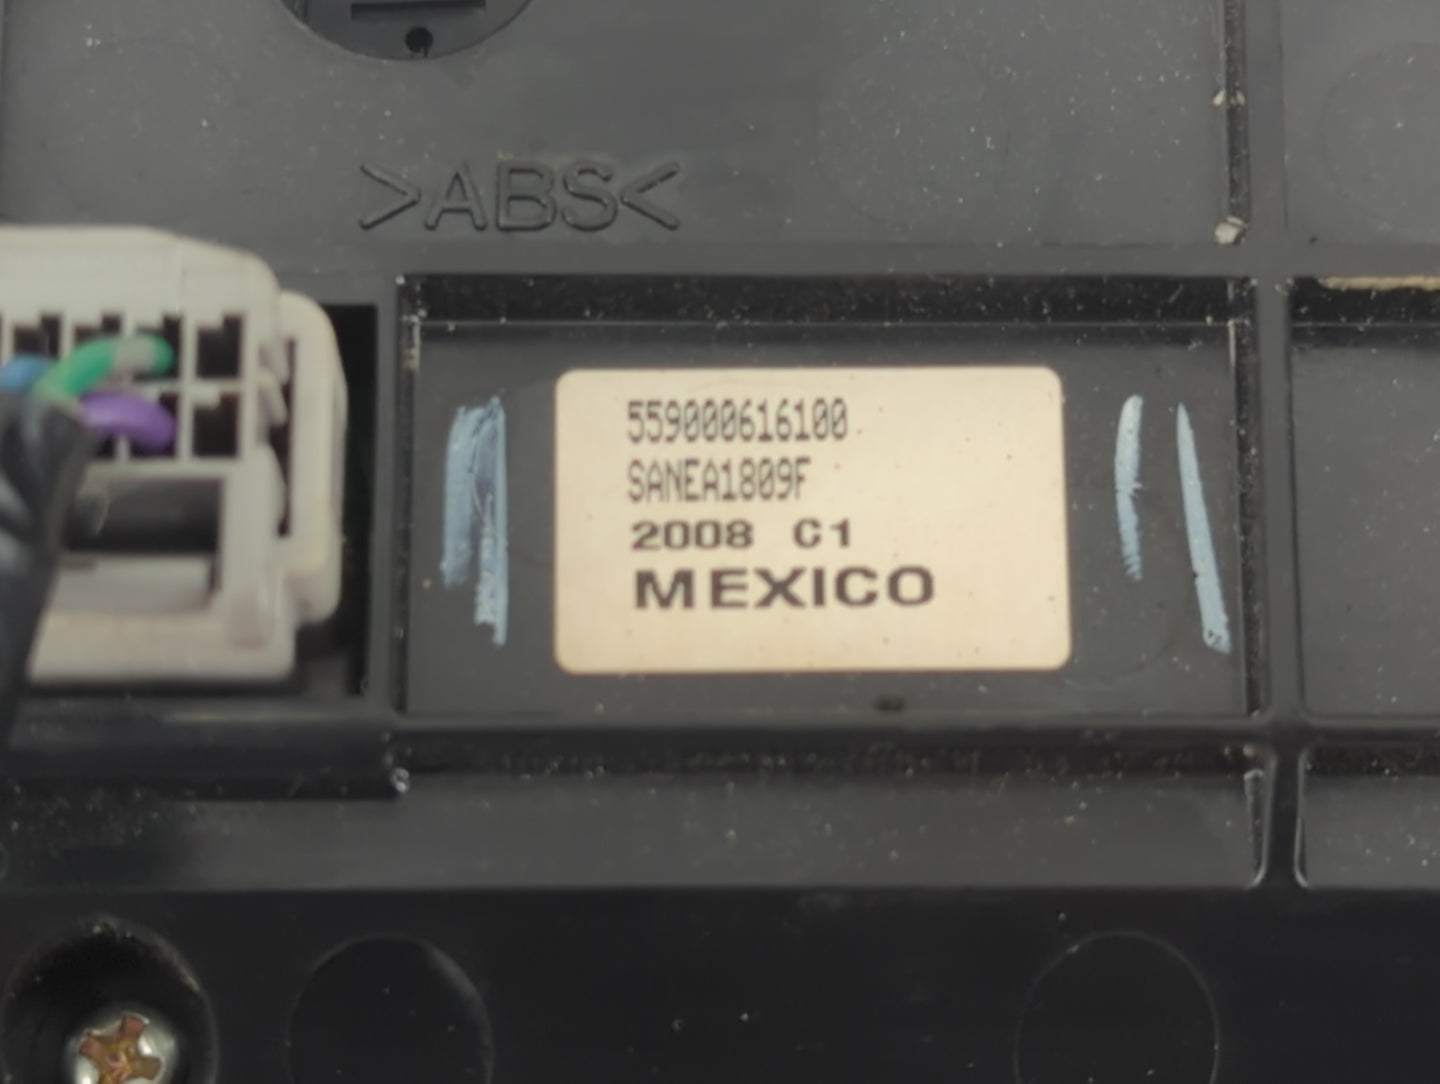 >ABS<
559000616100
SANEA1809F
2008 C1
MEXICO